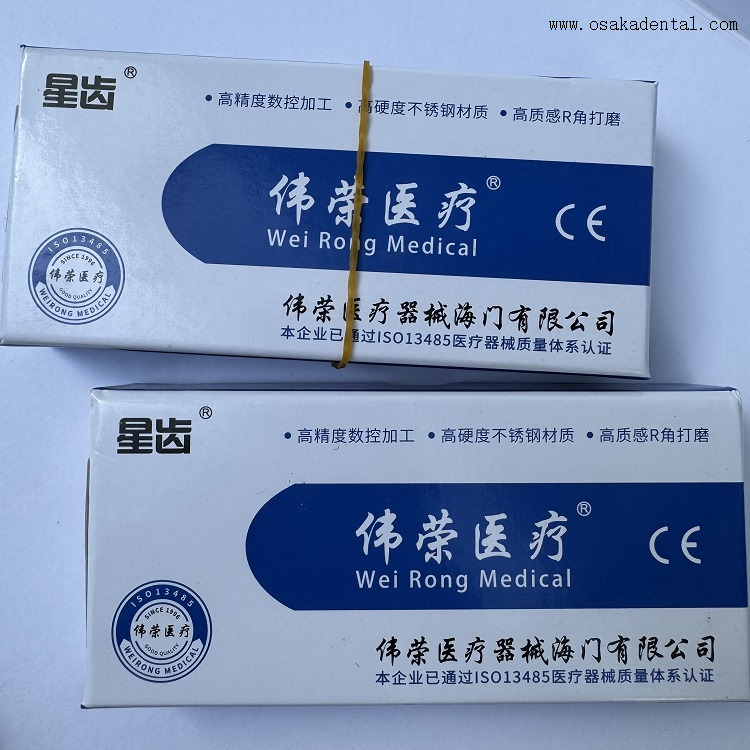 www.osakadental.com
星齿®
•高精度数控加工 •高硬度不锈钢材质 •高质感R角打磨
伟荣医疗®
Wei Rong Medical
CE
ISO13485
SINCE 1996
伟荣医疗
GOOD QUALITY
WEIRONG MEDICAL
伟荣医疗器械海门有限公司
本企业已通过ISO13485医疗器械质量体系认证
星齿®
•高精度数控加工 •高硬度不锈钢材质 •高质感R角打磨
伟荣医疗®
Wei Rong Medical
CE
ISO13485
SINCE 1996
伟荣医疗
GOOD QUALITY
WEIRONG MEDICAL
伟荣医疗器械海门有限公司
本企业已通过ISO13485医疗器械质量体系认证